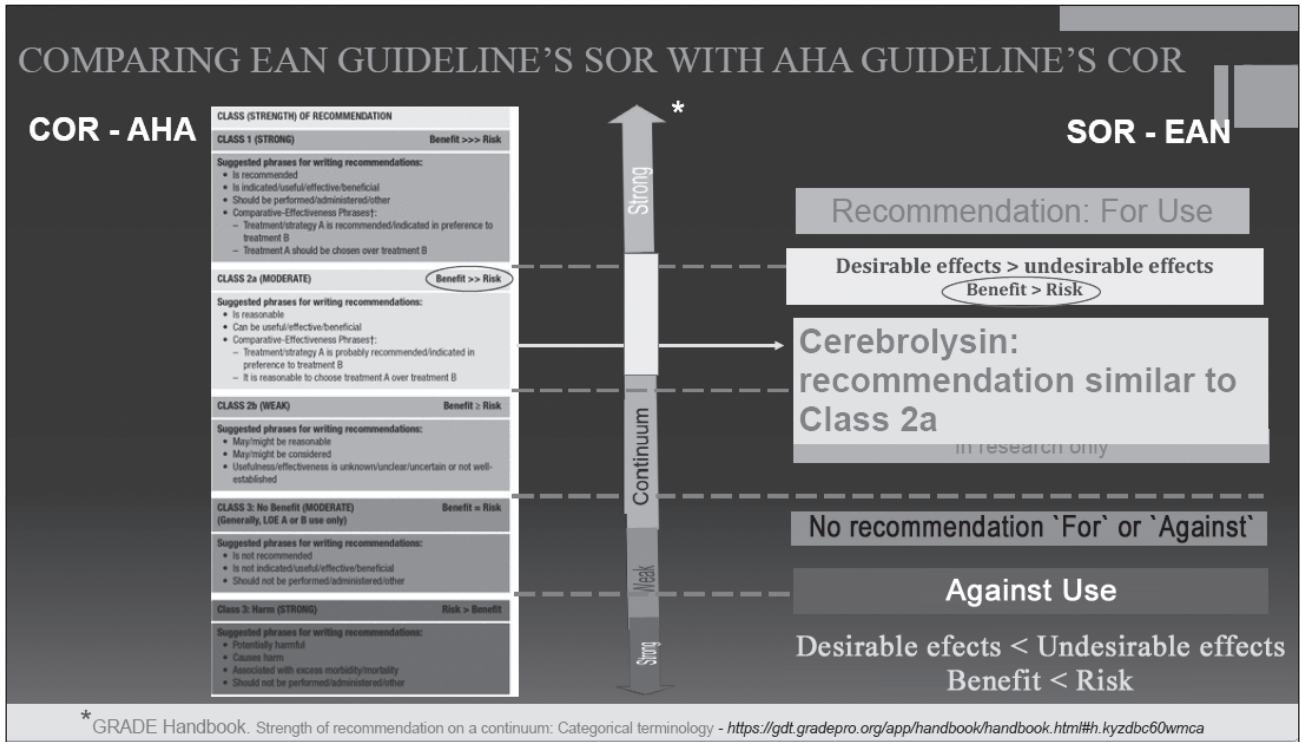 COMPARING EAN GUIDELINE'S SOR WITH AHA GUIDELINE'S COR
COR - AHA
CLASS (STRENGTH) OF RECOMMENDATION
CLASS 1 (STRONG) Benefit >>> Risk
Suggested phrases for writing recommendations:
• Is recommended
• Is indicated/useful/effective/beneficial
• Should be performed/administered/other
• Comparative-Effectiveness Phrases†:
– Treatment/strategy A is recommended/indicated in preference to
treatment B
– Treatment A should be chosen over treatment B
CLASS 2a (MODERATE) Benefit >> Risk
Suggested phrases for writing recommendations:
• Is reasonable
• Can be useful/effective/beneficial
• Comparative-Effectiveness Phrases†:
– Treatment/strategy A is probably recommended/indicated in
preference to treatment B
– It is reasonable to choose treatment A over treatment B
CLASS 2b (WEAK) Benefit ≥ Risk
Suggested phrases for writing recommendations:
• May/might be reasonable
• May/might be considered
• Usefulness/effectiveness is unknown/unclear/uncertain or not well-
established
CLASS 3: No Benefit (MODERATE) Benefit = Risk
(Generally, LOE A or B use only)
Suggested phrases for writing recommendations:
• Is not recommended
• Is not indicated/useful/effective/beneficial
• Should not be performed/administered/other
Class 3: Harm (STRONG) Risk > Benefit
Suggested phrases for writing recommendations:
• Potentially harmful
• Causes harm
• Associated with excess morbidity/mortality
• Should not be performed/administered/other
*
Strong
Continuum
Weak
Strong
SOR - EAN
Recommendation: For Use
Desirable effects > undesirable effects
Benefit > Risk
Cerebrolysin:
recommendation similar to
Class 2a
in research only
No recommendation `For` or `Against`
Against Use
Desirable efects < Undesirable effects
Benefit < Risk
*GRADE Handbook. Strength of recommendation on a continuum: Categorical terminology - https://gdt.gradepro.org/app/handbook/handbook.html#h.kyzdbc60wmca